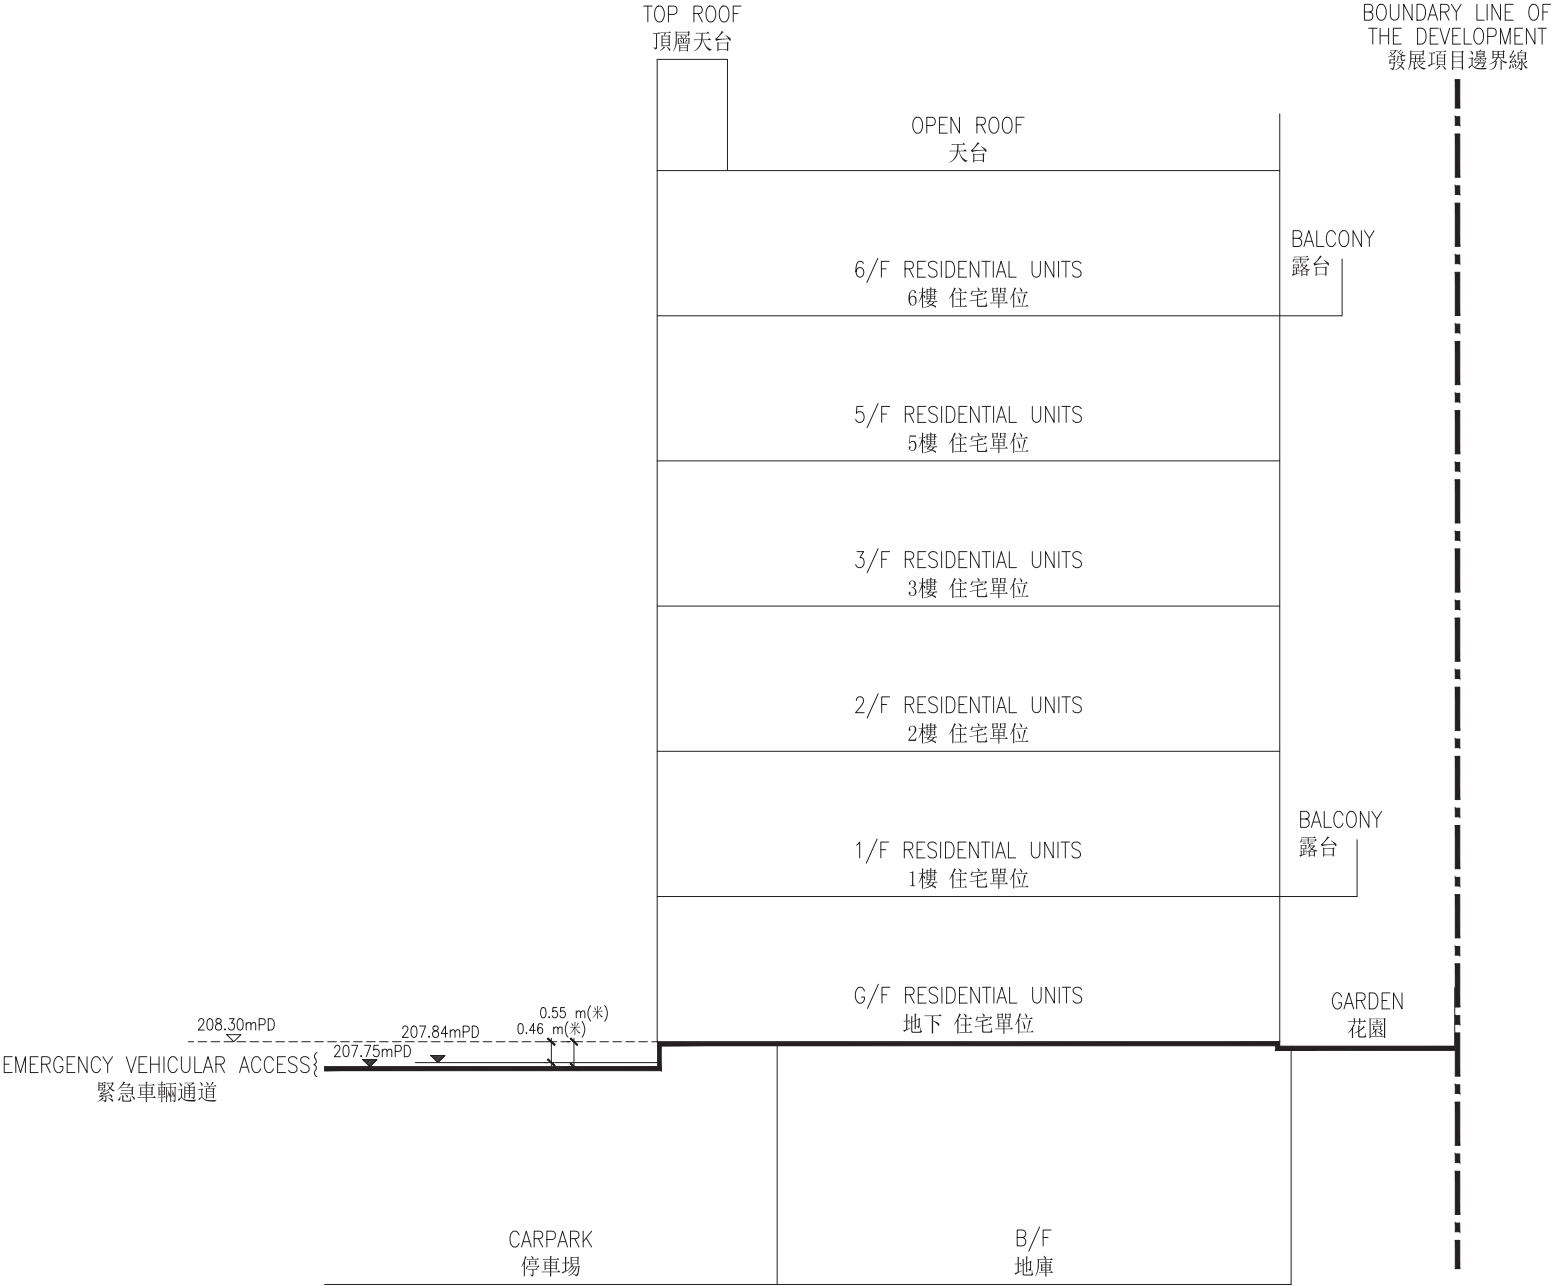 TOP ROOF
頂層天台
BOUNDARY LINE OF
THE DEVELOPMENT
發展項目邊界線
OPEN ROOF
天台
BALCONY
露台
6/F RESIDENTIAL UNITS
6樓 住宅單位
5/F RESIDENTIAL UNITS
5樓 住宅單位
3/F RESIDENTIAL UNITS
3樓 住宅單位
2/F RESIDENTIAL UNITS
2樓 住宅單位
BALCONY
露台
1/F RESIDENTIAL UNITS
1樓 住宅單位
G/F RESIDENTIAL UNITS
地下 住宅單位
GARDEN
花園
0.55 m(米)
0.46 m(米)
208.30mPD
207.84mPD
207.75mPD
EMERGENCY VEHICULAR ACCESS
緊急車輛通道
CARPARK
停車場
B/F
地庫